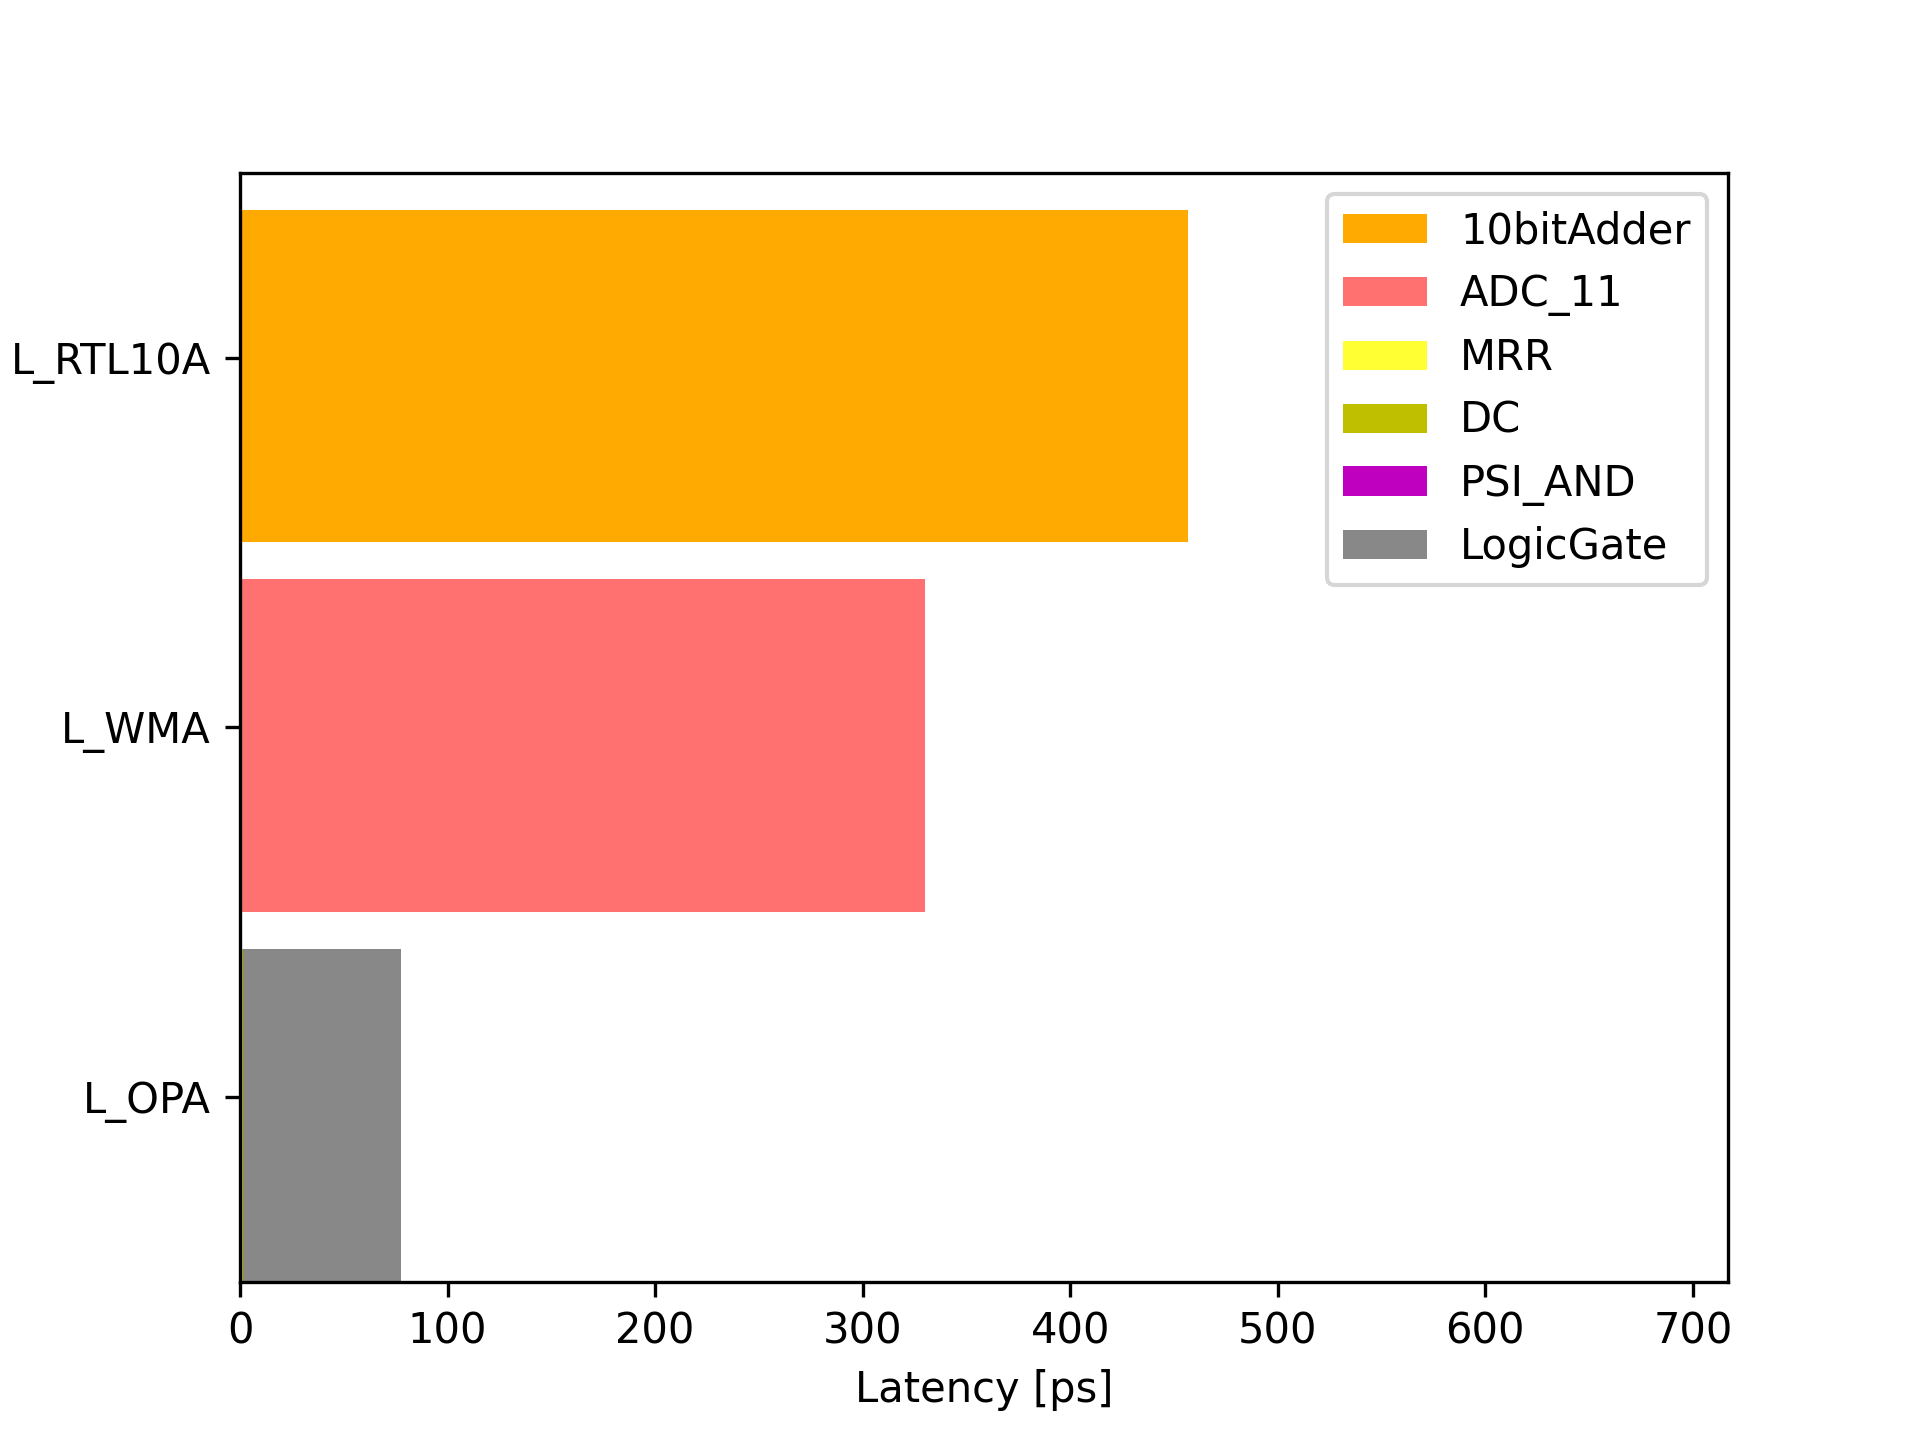 10bitAdder
ADC_11
MRR
DC
PSI_AND
LogicGate
L_RTL10A
L_WMA
L_OPA
0 100 200 300 400 500 600 700
Latency [ps]